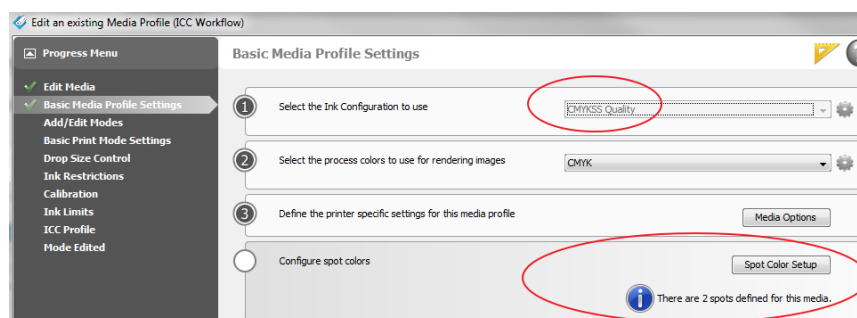 Edit an existing Media Profile (ICC Workflow)
Progress Menu
Basic Media Profile Settings
Edit Media
Basic Media Profile Settings
Add/Edit Modes
Basic Print Mode Settings
Drop Size Control
Ink Restrictions
Calibration
Ink Limits
ICC Profile
Mode Edited
1
Select the Ink Configuration to use
CMYKSS Quality
2
Select the process colors to use for rendering images
CMYK
3
Define the printer specific settings for this media profile
Media Options
Configure spot colors
Spot Color Setup
There are 2 spots defined for this media.